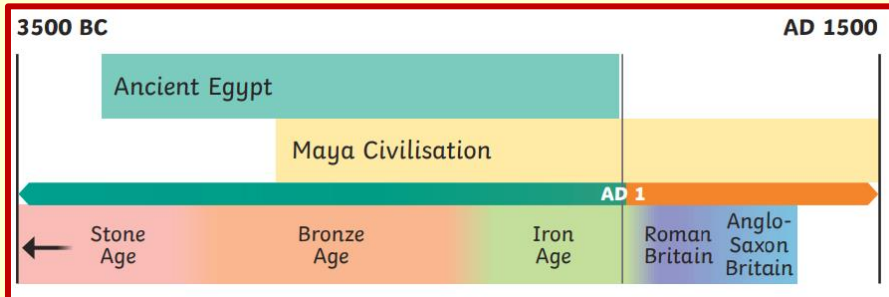 3500 BC
AD 1500
Ancient Egypt
Maya Civilisation
AD 1
Stone
Age
Bronze
Age
Iron
Age
Roman
Britain
Anglo-
Saxon
Britain